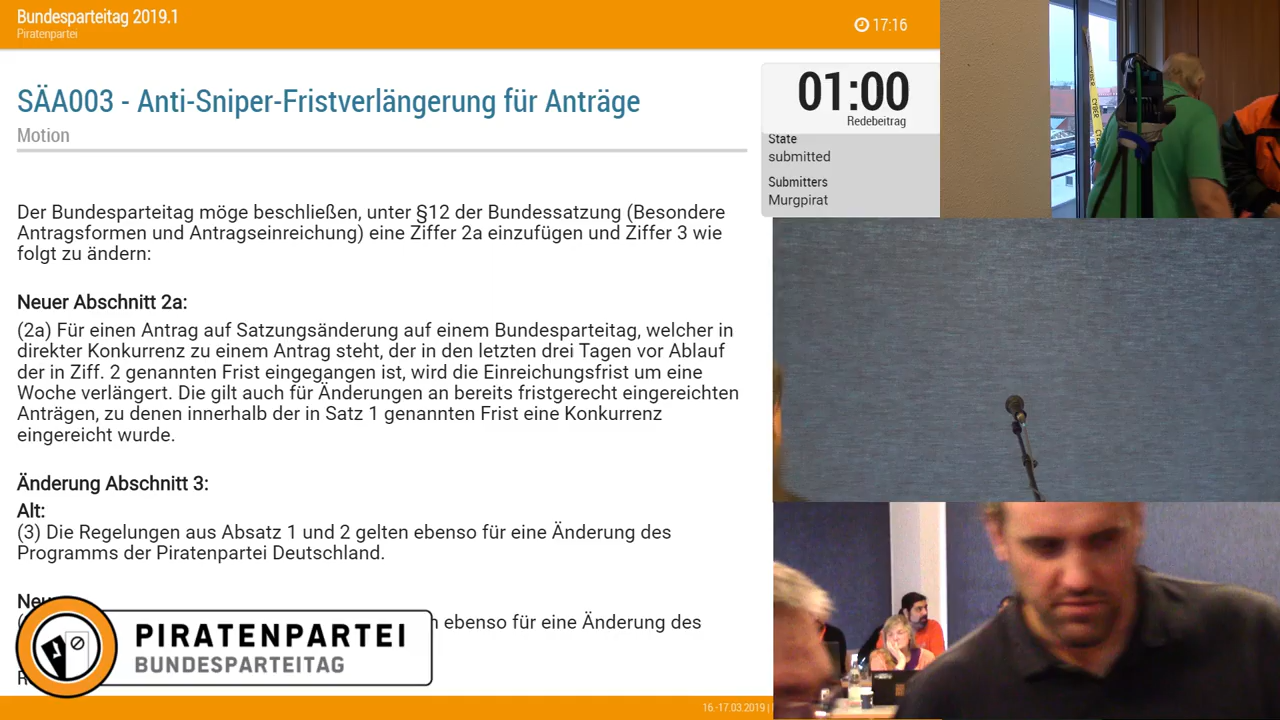 Bundesparteitag 2019.1
Piratenpartei
17:16
SÄA003 - Anti-Sniper-Fristverlängerung für Anträge
Motion
01:00
Redebeitrag
State
submitted
Submitters
Murgpirat
Der Bundesparteitag möge beschließen, unter §12 der Bundessatzung (Besondere
Antragsformen und Antragseinreichung) eine Ziffer 2a einzufügen und Ziffer 3 wie
folgt zu ändern:
Neuer Abschnitt 2a:
(2a) Für einen Antrag auf Satzungsänderung auf einem Bundesparteitag, welcher in
direkter Konkurrenz zu einem Antrag steht, der in den letzten drei Tagen vor Ablauf
der in Ziff. 2 genannten Frist eingegangen ist, wird die Einreichungsfrist um eine
Woche verlängert. Die gilt auch für Änderungen an bereits fristgerecht eingereichten
Anträgen, zu denen innerhalb der in Satz 1 genannten Frist eine Konkurrenz
eingereicht wurde.
Änderung Abschnitt 3:
Alt:
(3) Die Regelungen aus Absatz 1 und 2 gelten ebenso für eine Änderung des
Programms der Piratenpartei Deutschland.
ebenso für eine Änderung des
PIRATENPARTEI
BUNDESPARTEITAG
16.-17.03.2019 |
CYBER